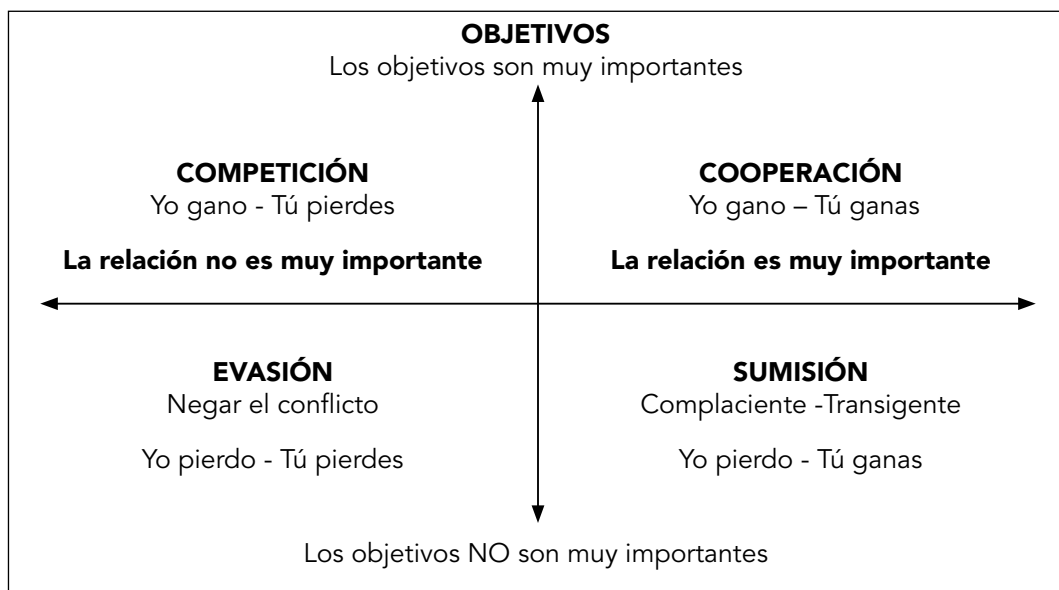 OBJETIVOS
Los objetivos son muy importantes
COMPETICIÓN
Yo gano - Tú pierdes
La relación no es muy importante
COOPERACIÓN
Yo gano – Tú ganas
La relación es muy importante
EVASIÓN
Negar el conflicto
Yo pierdo - Tú pierdes
SUMISIÓN
Complaciente -Transigente
Yo pierdo - Tú ganas
Los objetivos NO son muy importantes